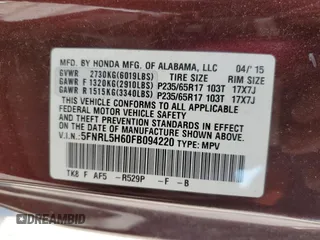 MFD. BY HONDA MFG. OF ALABAMA, LLC 04/15
GVWR 2730KG(6019LBS) TIRE SIZE RIM SIZE
GAWR F 1320KG(2910LBS) P235/65R17 103T 17X7J
GAWR R 1515KG(3340LBS) P235/65R17 103T 17X7J
THIS VEHICLE CONFORMS TO ALL APPLICABLE
FEDERAL MOTOR VEHICLE SAFETY AND THEFT
PREVENTION STANDARDS IN EFFECT ON THE
DATE OF MANUFACTURE SHOWN ABOVE.
V.I.N: 5FNRL5H60FB094220 TYPE: MPV
TK8 F AF5 -R529P -F -B
AUTOBIDMASTER